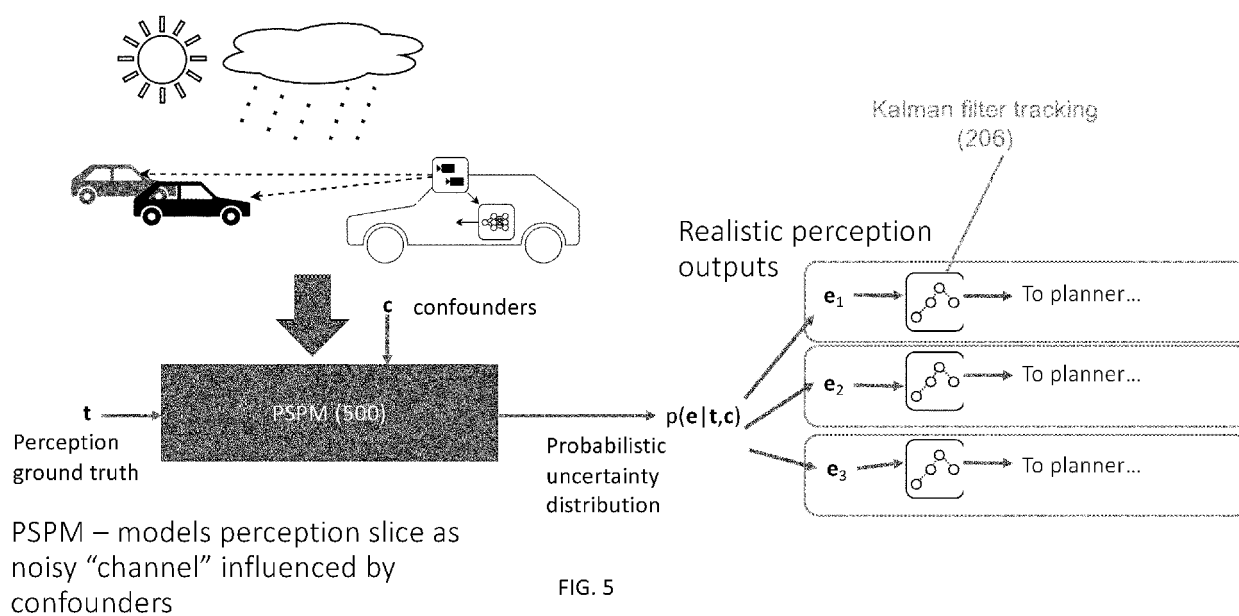 Kalman filter tracking
(206)
Realistic perception
outputs
e1
To planner...
c confounders
e2
To planner...
t
PSPM (500)
p(e|t,c)
Perception
ground truth
Probabilistic
uncertainty
distribution
e3
To planner...
PSPM – models perception slice as
noisy “channel” influenced by
confounders
FIG. 5